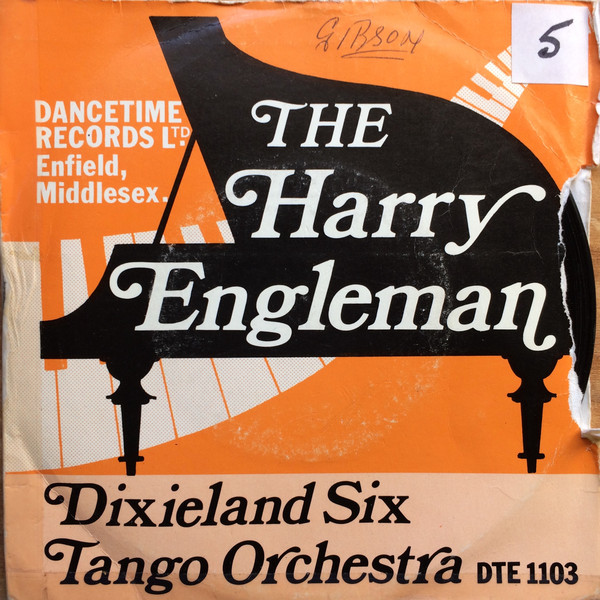 GIBSON
5
DANCETIME
RECORDS LTD.
Enfield,
Middlesex.
THE
Harry
Engleman
Dixieland Six
Tango Orchestra DTE 1103